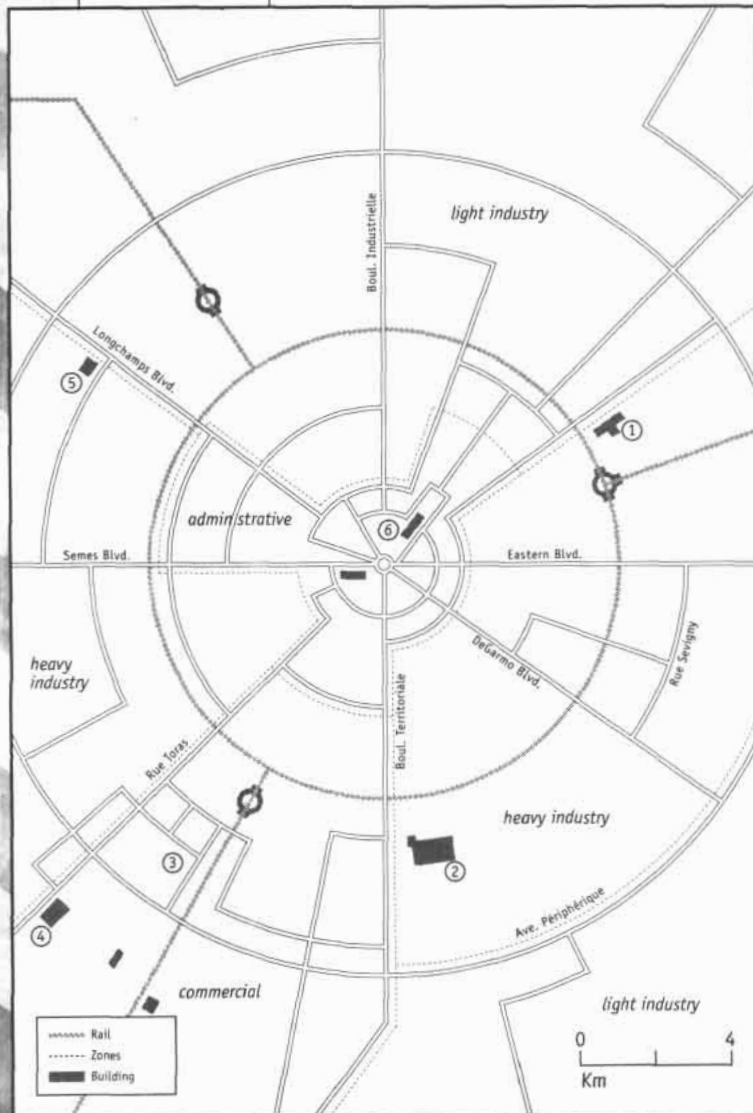 light industry
Boul. Industrielle
Longchamps Blvd.
5
1
administrative
6
Semes Blvd.
Eastern Blvd.
heavy
industry
DeGarmo Blvd.
Rue Sevigny
Boul. Territoriale
Rue Toras
heavy industry
3
2
Ave. Périphérique
4
commercial
light industry
Rail
Zones
Building
0 4
Km